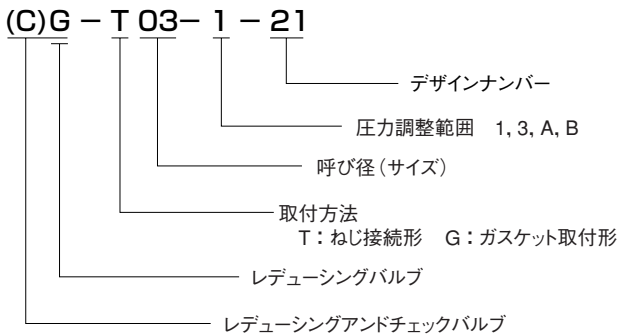 (C)G－T 03－1－21
デザインナンバー
圧力調整範囲　1, 3, A, B
呼び径（サイズ）
取付方法
T：ねじ接続形　G：ガスケット取付形
レデューシングバルブ
レデューシングアンドチェックバルブ